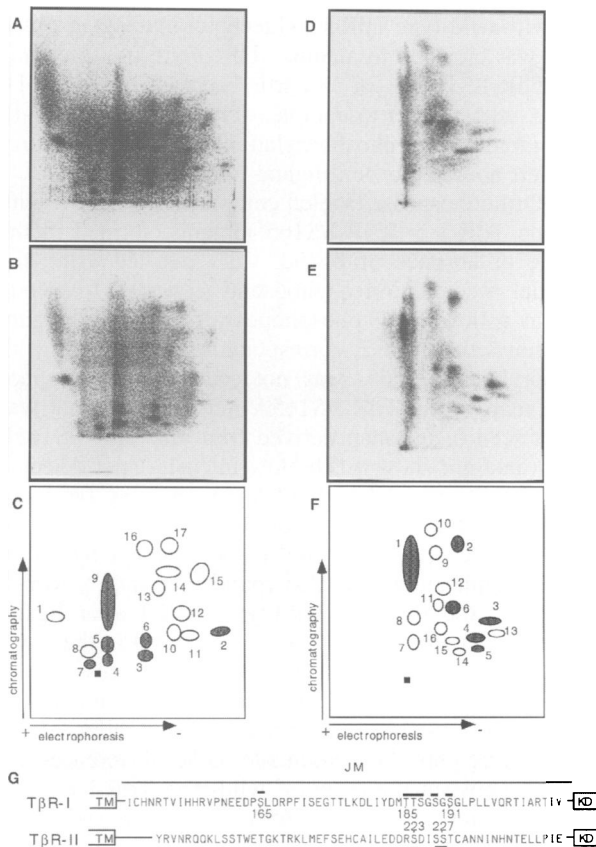 A
D
B
E
C
F
16
17
9
14
15
13
1
12
6
5
8
10
11
2
7
4
3
chromatography
+ electrophoresis -
10
1
2
9
12
11
6
3
8
16
4
13
7
15
14
5
chromatography
+ electrophoresis -
G
JM
TβR-I TM ICHNRTVIHHRVPNEEDPSLDRPFISEGTTLKDLIYDMTTSGSGSGLPLLVQRTIARTIV KD
165 185 191
223 227
TβR-II TM YRVNRQQKLSSTWETGKTRKLMEFSEHCAILEDDRSDISSTCANNINHNTELLPIE KD